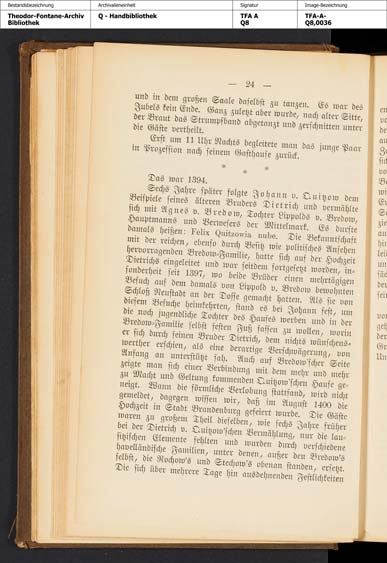 Bestandsbezeichnung
Theodor-Fontane-Archiv
Bibliothek
Archivalieneinheit
Q - Handbibliothek
Signatur
TFA A
Q8
Image-Bezeichnung
TFA-A-
Q8,0036
— 24 —
und in dem großen Saale daselbst zu tanzen. Es war des
Jubels kein Ende. Ganz zuletzt aber wurde, nach alter Sitte,
der Braut das Strumpfband abgetanzt und zerschnitten unter
die Gäste vertheilt.
Erst um 11 Uhr Nachts begleitete man das junge Paar
in Prozession nach seinem Gasthause zurück.
* * *
Das war 1394.
Sechs Jahre später folgte Johann v. Quitzow dem
Beispiele seines älteren Bruders Dietrich und vermählte
sich mit Agnes v. Bredow, Tochter Lippolds v. Bredow,
Hauptmanns und Verwesers der Mittelmark. Es durfte
damals heißen: Felix Quitzowia nube. Die Bekanntschaft
mit der reichen, ebenso durch Besitz wie politisches Ansehen
hervorragenden Bredow-Familie, hatte sich auf der Hochzeit
Dietrichs eingeleitet und war seitdem fortgesetzt worden, in-
sonderheit seit 1397, wo beide Brüder einen mehrtägigen
Besuch auf dem damals von Lippold v. Bredow bewohnten
Schloß Neustadt an der Dosse gemacht hatten. Als sie von
diesem Besuche heimkehrten, stand es bei Johann fest, um
die noch jugendliche Tochter des Hauses werben und in der
Bredow-Familie selbst festen Fuß fassen zu wollen, worin
er sich durch seinen Bruder Dietrich, dem nichts wünschens-
werther erschien, als eine derartige Verschwägerung, von
Anfang an unterstützt sah. Auch auf Bredow'scher Seite
zeigte man sich einer Verbindung mit dem mehr und mehr
zu Macht und Geltung kommenden Quitzow'schen Hause ge-
neigt. Wann die förmliche Verlobung stattfand, wird nicht
gemeldet, dagegen wissen wir, daß im August 1400 die
Hochzeit in Stadt Brandenburg gefeiert wurde. Die Gäste
waren zu großem Theil dieselben, wie sechs Jahre früher
bei der Dietrich v. Quitzow'schen Vermählung, nur die lau-
sitzischen Elemente fehlten und wurden durch verschiedene
havelländische Familien, unter denen, außer den Bredow's
selbst, die Rochow's und Stechow's obenan standen, ersetzt.
Die sich über mehrere Tage hin ausdehnenden Festlichkeiten